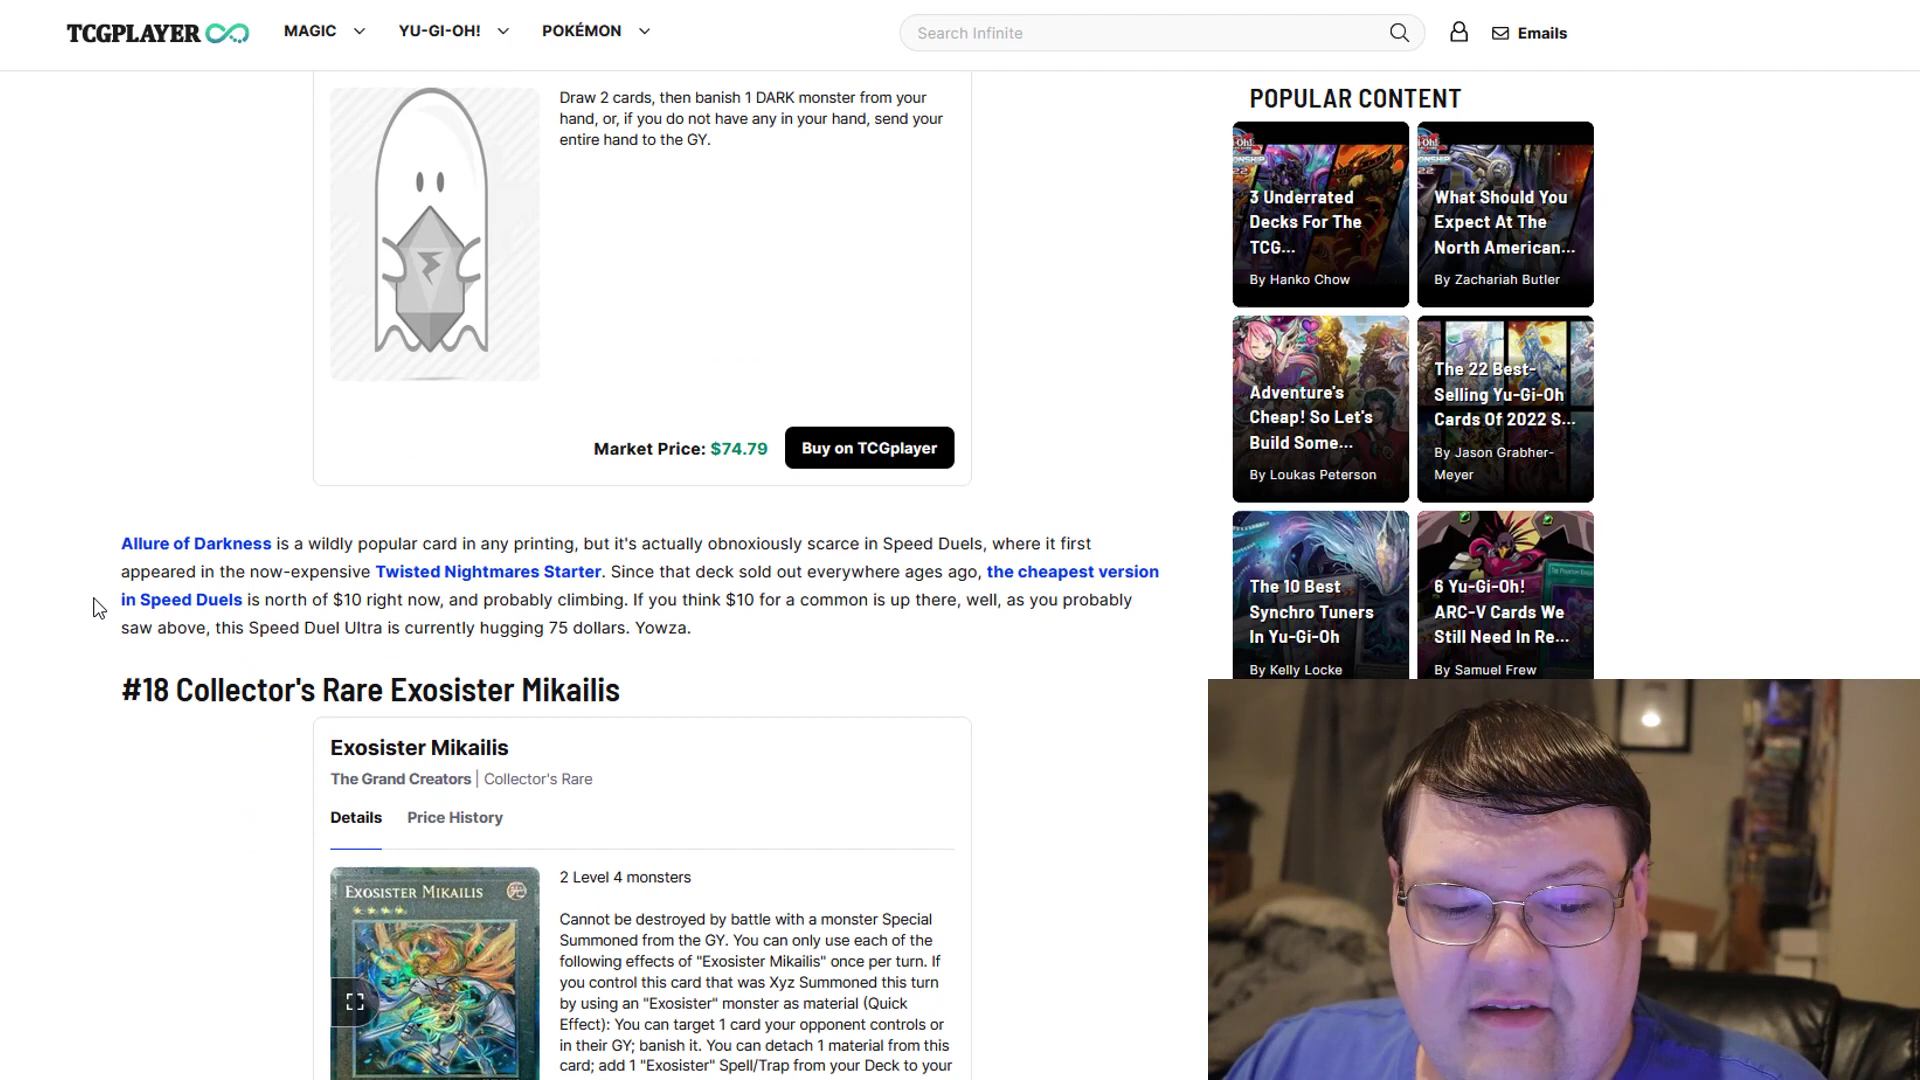 TCGPLAYER
MAGIC
YU-GI-OH!
POKÉMON
Search Infinite
Emails
Draw 2 cards, then banish 1 DARK monster from your
hand, or, if you do not have any in your hand, send your
entire hand to the GY.
Market Price: $74.79
Buy on TCGplayer
Allure of Darkness is a wildly popular card in any printing, but it's actually obnoxiously scarce in Speed Duels, where it first
appeared in the now-expensive Twisted Nightmares Starter. Since that deck sold out everywhere ages ago, the cheapest version
in Speed Duels is north of $10 right now, and probably climbing. If you think $10 for a common is up there, well, as you probably
saw above, this Speed Duel Ultra is currently hugging 75 dollars. Yowza.
#18 Collector's Rare Exosister Mikailis
Exosister Mikailis
The Grand Creators | Collector's Rare
Details
Price History
EXOSISTER MIKAILIS
2 Level 4 monsters
Cannot be destroyed by battle with a monster Special
Summoned from the GY. You can only use each of the
following effects of "Exosister Mikailis" once per turn. If
you control this card that was Xyz Summoned this turn
by using an "Exosister" monster as material (Quick
Effect): You can target 1 card your opponent controls or
in their GY; banish it. You can detach 1 material from this
card; add 1 "Exosister" Spell/Trap from your Deck to your
POPULAR CONTENT
3 Underrated
Decks For The
TCG...
By Hanko Chow
What Should You
Expect At The
North American...
By Zachariah Butler
Adventure's
Cheap! So Let's
Build Some...
By Loukas Peterson
The 22 Best-
Selling Yu-Gi-Oh
Cards Of 2022 S...
By Jason Grabher-
Meyer
The 10 Best
Synchro Tuners
In Yu-Gi-Oh
By Kelly Locke
6 Yu-Gi-Oh!
ARC-V Cards We
Still Need In Re...
By Samuel Frew